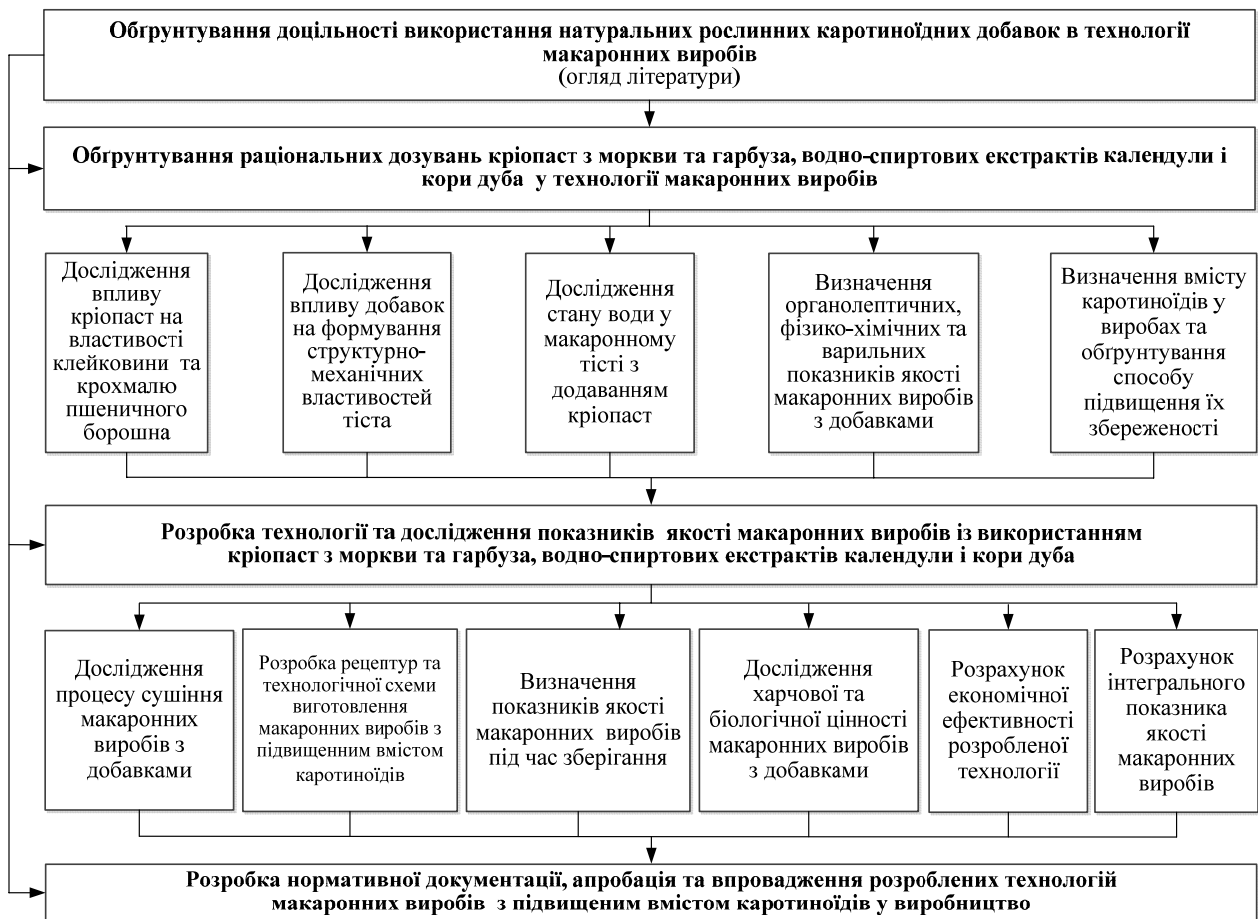 Обґрунтування доцільності використання натуральних рослинних каротиноїдних добавок в технології
макаронних виробів
(огляд літератури)
Обґрунтування раціональних дозувань кріопаст з моркви та гарбуза, водно-спиртових екстрактів календули і
кори дуба у технології макаронних виробів
Дослідження
впливу
кріопаст на
властивості
клейковини та
крохмалю
пшеничного
борошна
Дослідження
впливу добавок
на формування
структурно-
механічних
властивостей
тіста
Дослідження
стану води у
макаронному
тісті з
додаванням
кріопаст
Визначення
органолептичних,
фізико-хімічних та
варильних
показників якості
макаронних виробів
з добавками
Визначення вмісту
каротиноїдів у
виробах та
обґрунтування
способу
підвищення їх
збереженості
Розробка технології та дослідження показників якості макаронних виробів із використанням
кріопаст з моркви та гарбуза, водно-спиртових екстрактів календули і кори дуба
Дослідження
процесу сушіння
макаронних
виробів з
добавками
Розробка рецептур та
технологічної схеми
виготовлення
макаронних виробів з
підвищеним вмістом
каротиноїдів
Визначення
показників якості
макаронних виробів
під час зберігання
Дослідження
харчової та
біологічної цінності
макаронних виробів
з добавками
Розрахунок
економічної
ефективності
розробленої
технології
Розрахунок
інтегрального
показника
якості
макаронних
виробів
Розробка нормативної документації, апробація та впровадження розроблених технологій
макаронних виробів з підвищеним вмістом каротиноїдів у виробництво